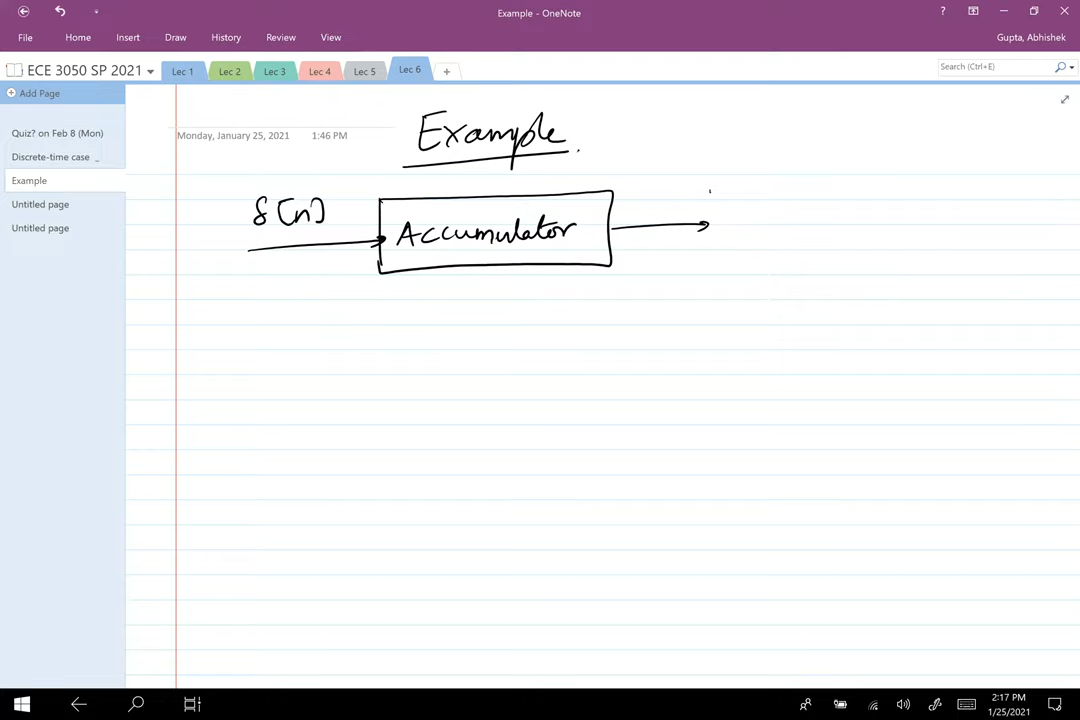 Example - OneNote
File Home Insert Draw History Review View
Gupta, Abhishek
ECE 3050 SP 2021
Lec 1 Lec 2 Lec 3 Lec 4 Lec 5 Lec 6
Search (Ctrl+E)
Add Page
Quiz? on Feb 8 (Mon)
Discrete-time case
Example
Untitled page
Untitled page
Monday, January 25, 2021 1:46 PM
Example.
δ[n]
Accumulator
2:17 PM
1/25/2021